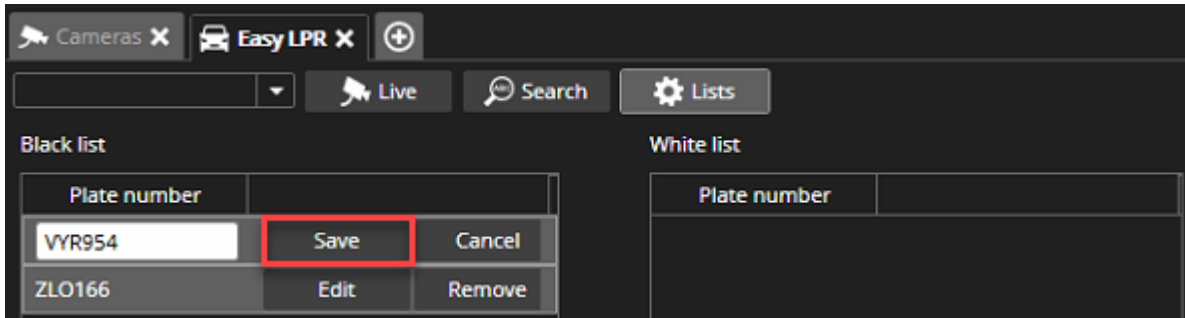 Cameras Easy LPR
Live Search Lists
Black list White list
Plate number Plate number
VYR954 Save Cancel
ZLO166 Edit Remove